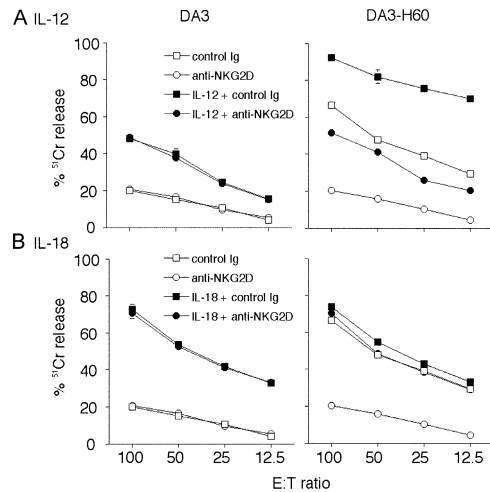 DA3
DA3-H60
A IL-12
100
80
60
40
20
0
% ⁵¹Cr release
control Ig
anti-NKG2D
IL-12 + control Ig
IL-12 + anti-NKG2D
B IL-18
100
80
60
40
20
0
% ⁵¹Cr release
control Ig
anti-NKG2D
IL-18 + control Ig
IL-18 + anti-NKG2D
100 50 25 12.5
100 50 25 12.5
E:T ratio